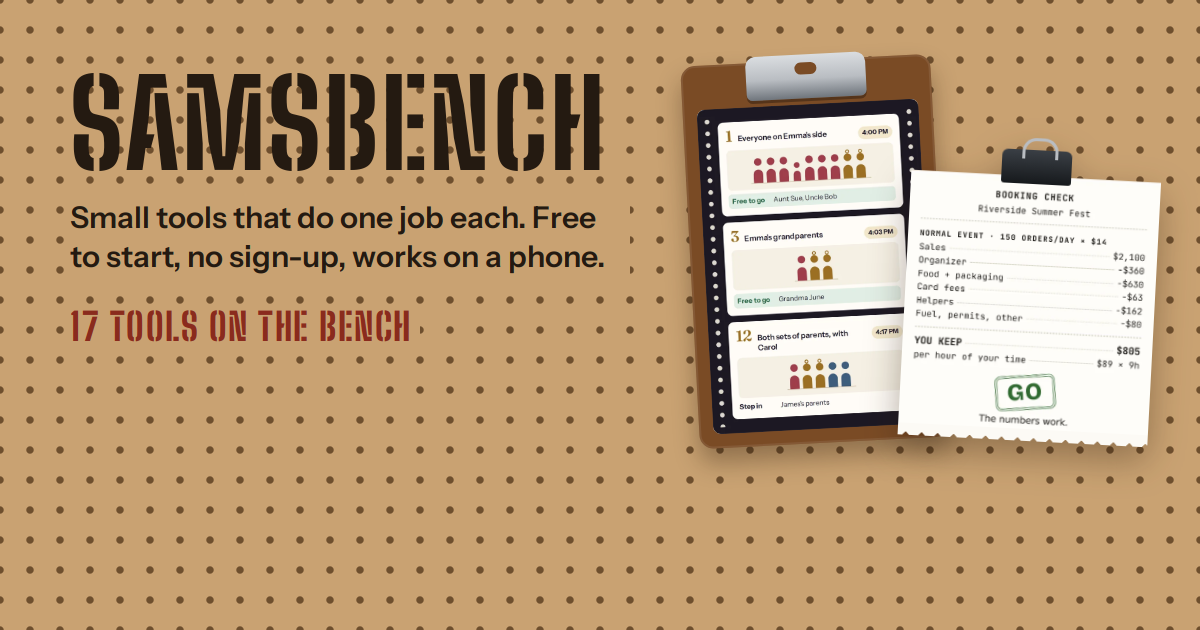 SAMSBENCH
Small tools that do one job each. Free
to start, no sign-up, works on a phone.
17 TOOLS ON THE BENCH
1 Everyone on Emma's side 4:00 PM
Free to go Aunt Sue, Uncle Bob
3 Emma's grandparents 4:03 PM
Free to go Grandma June
12 Both sets of parents, with 4:17 PM
Carol
Step in James's parents
BOOKING CHECK
Riverside Summer Fest
NORMAL EVENT · 150 ORDERS/DAY × $14
Sales $2,100
Organizer -$360
Food + packaging -$630
Card fees -$63
Helpers -$162
Fuel, permits, other -$80
YOU KEEP $805
per hour of your time $89 × 9h
GO
The numbers work.